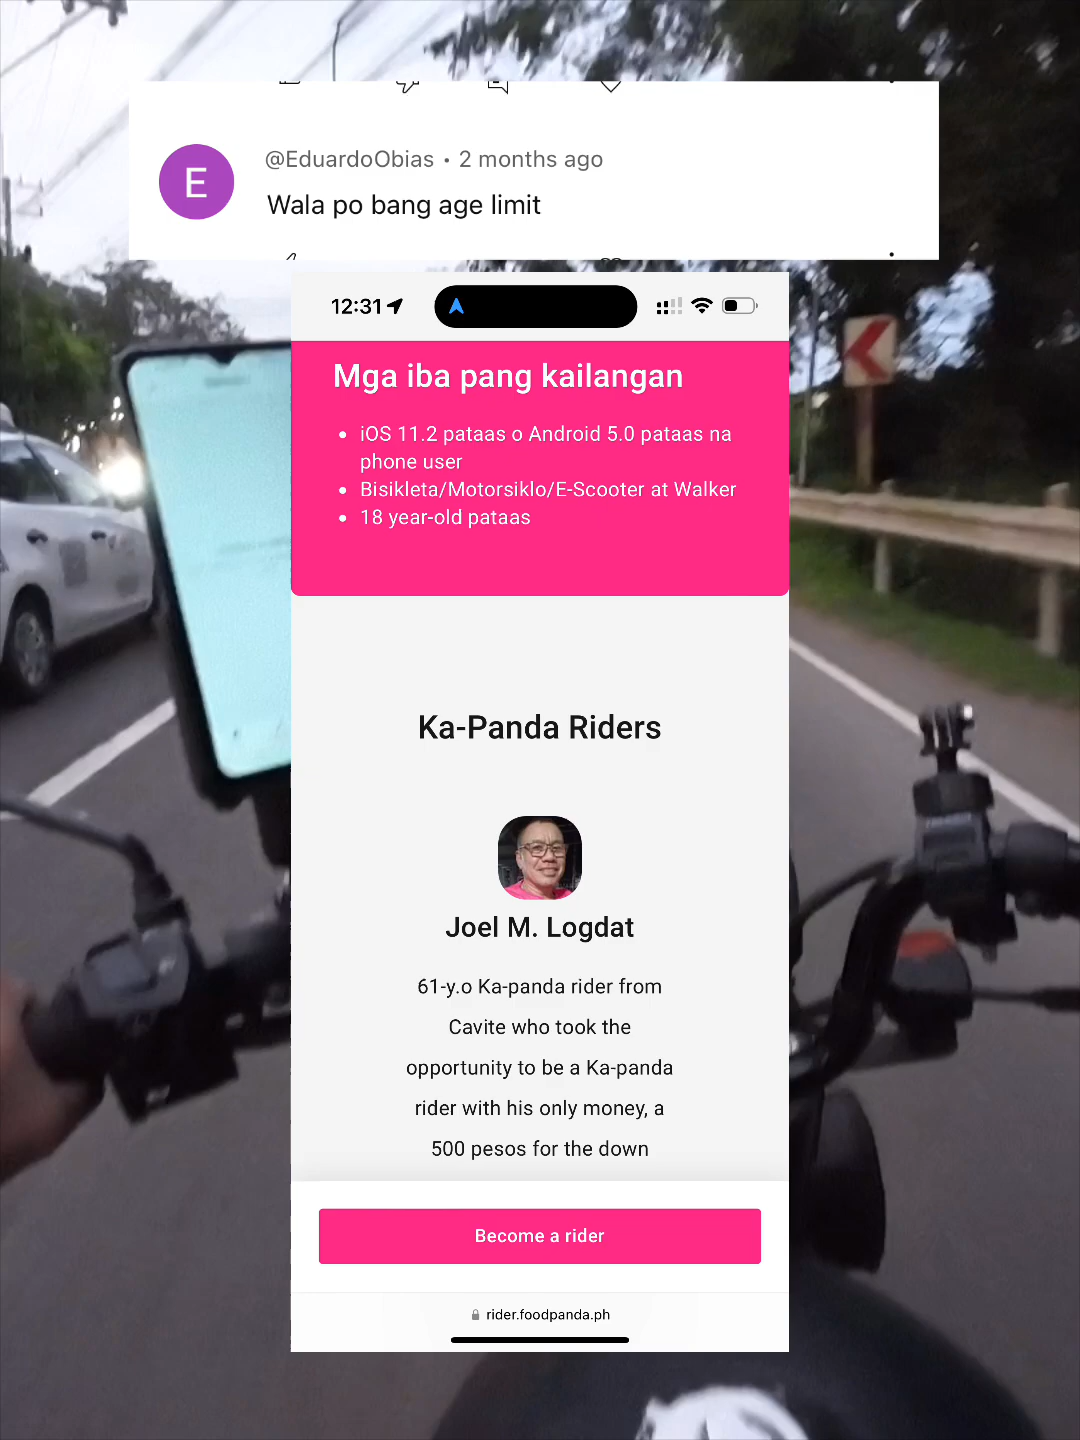 E
@EduardoObias • 2 months ago
Wala po bang age limit
12:31
Mga iba pang kailangan
• iOS 11.2 pataas o Android 5.0 pataas na
phone user
• Bisikleta/Motorsiklo/E-Scooter at Walker
• 18 year-old pataas
Ka-Panda Riders
Joel M. Logdat
61-y.o Ka-panda rider from
Cavite who took the
opportunity to be a Ka-panda
rider with his only money, a
500 pesos for the down
Become a rider
rider.foodpanda.ph